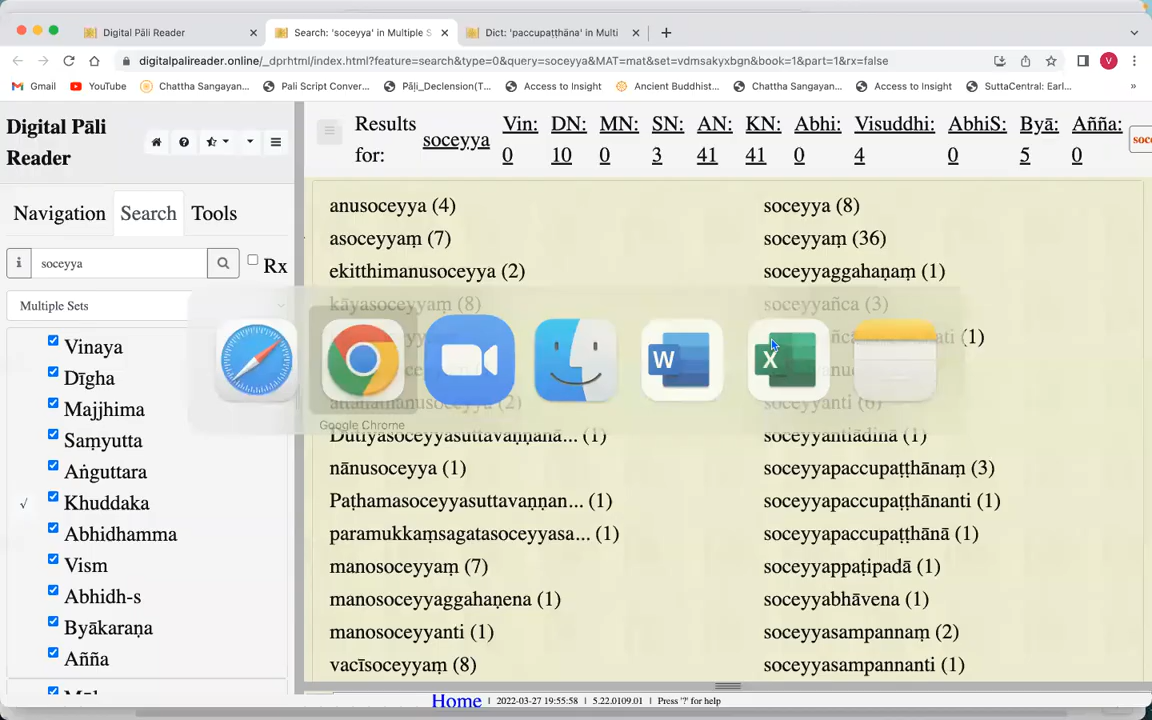 Digital Pāli Reader
Search: 'soceyya' in Multiple S
Dict: 'paccupaṭṭhāna' in Multi
digitalpalireader.online/_dprhtml/index.html?feature=search&type=0&query=soceyya&MAT=mat&set=vdmsakyxbgn&book=1&part=1&rx=false
V
Gmail
YouTube
Chattha Sangayan...
Pali Script Conver...
Pāḷi_Declension(T...
Access to Insight
Ancient Buddhist...
Chattha Sangayan...
Access to Insight
SuttaCentral: Earl...
»
Digital Pāli
Reader
Results
for:
soceyya
Vin:
0
DN:
10
MN:
0
SN:
3
AN:
41
KN:
41
Abhi:
0
Visuddhi:
4
AbhiS:
0
Byā:
5
Añña:
0
soc
Navigation
Search
Tools
soceyya
Rx
Multiple Sets
Vinaya
Dīgha
Majjhima
Saṃyutta
Aṅguttara
√
Khuddaka
Abhidhamma
Vism
Abhidh-s
Byākaraṇa
Añña
anusoceyya (4)
asoceyyaṃ (7)
ekitthimanusoceyya (2)
kāyasoceyyaṃ (8)
Google Chrome
Dutiyasoceyyasuttavaṇṇanā... (1)
nānusoceyya (1)
Paṭhamasoceyyasuttavaṇṇan... (1)
paramukkaṃsagatasoceyyasa... (1)
manosoceyyaṃ (7)
manosoceyyaggahaṇena (1)
manosoceyyanti (1)
vacīsoceyyaṃ (8)
soceyya (8)
soceyyaṃ (36)
soceyyaggahaṇaṃ (1)
soceyyañca (3)
(1)
soceyyanti (6)
soceyyantiādinā (1)
soceyyapaccupaṭṭhānaṃ (3)
soceyyapaccupaṭṭhānanti (1)
soceyyapaccupaṭṭhānā (1)
soceyyappaṭipadā (1)
soceyyabhāvena (1)
soceyyasampannaṃ (2)
soceyyasampannanti (1)
W
X
Home | 2022-03-27 19:55:58 | 5.22.0109.01 | Press '?' for help